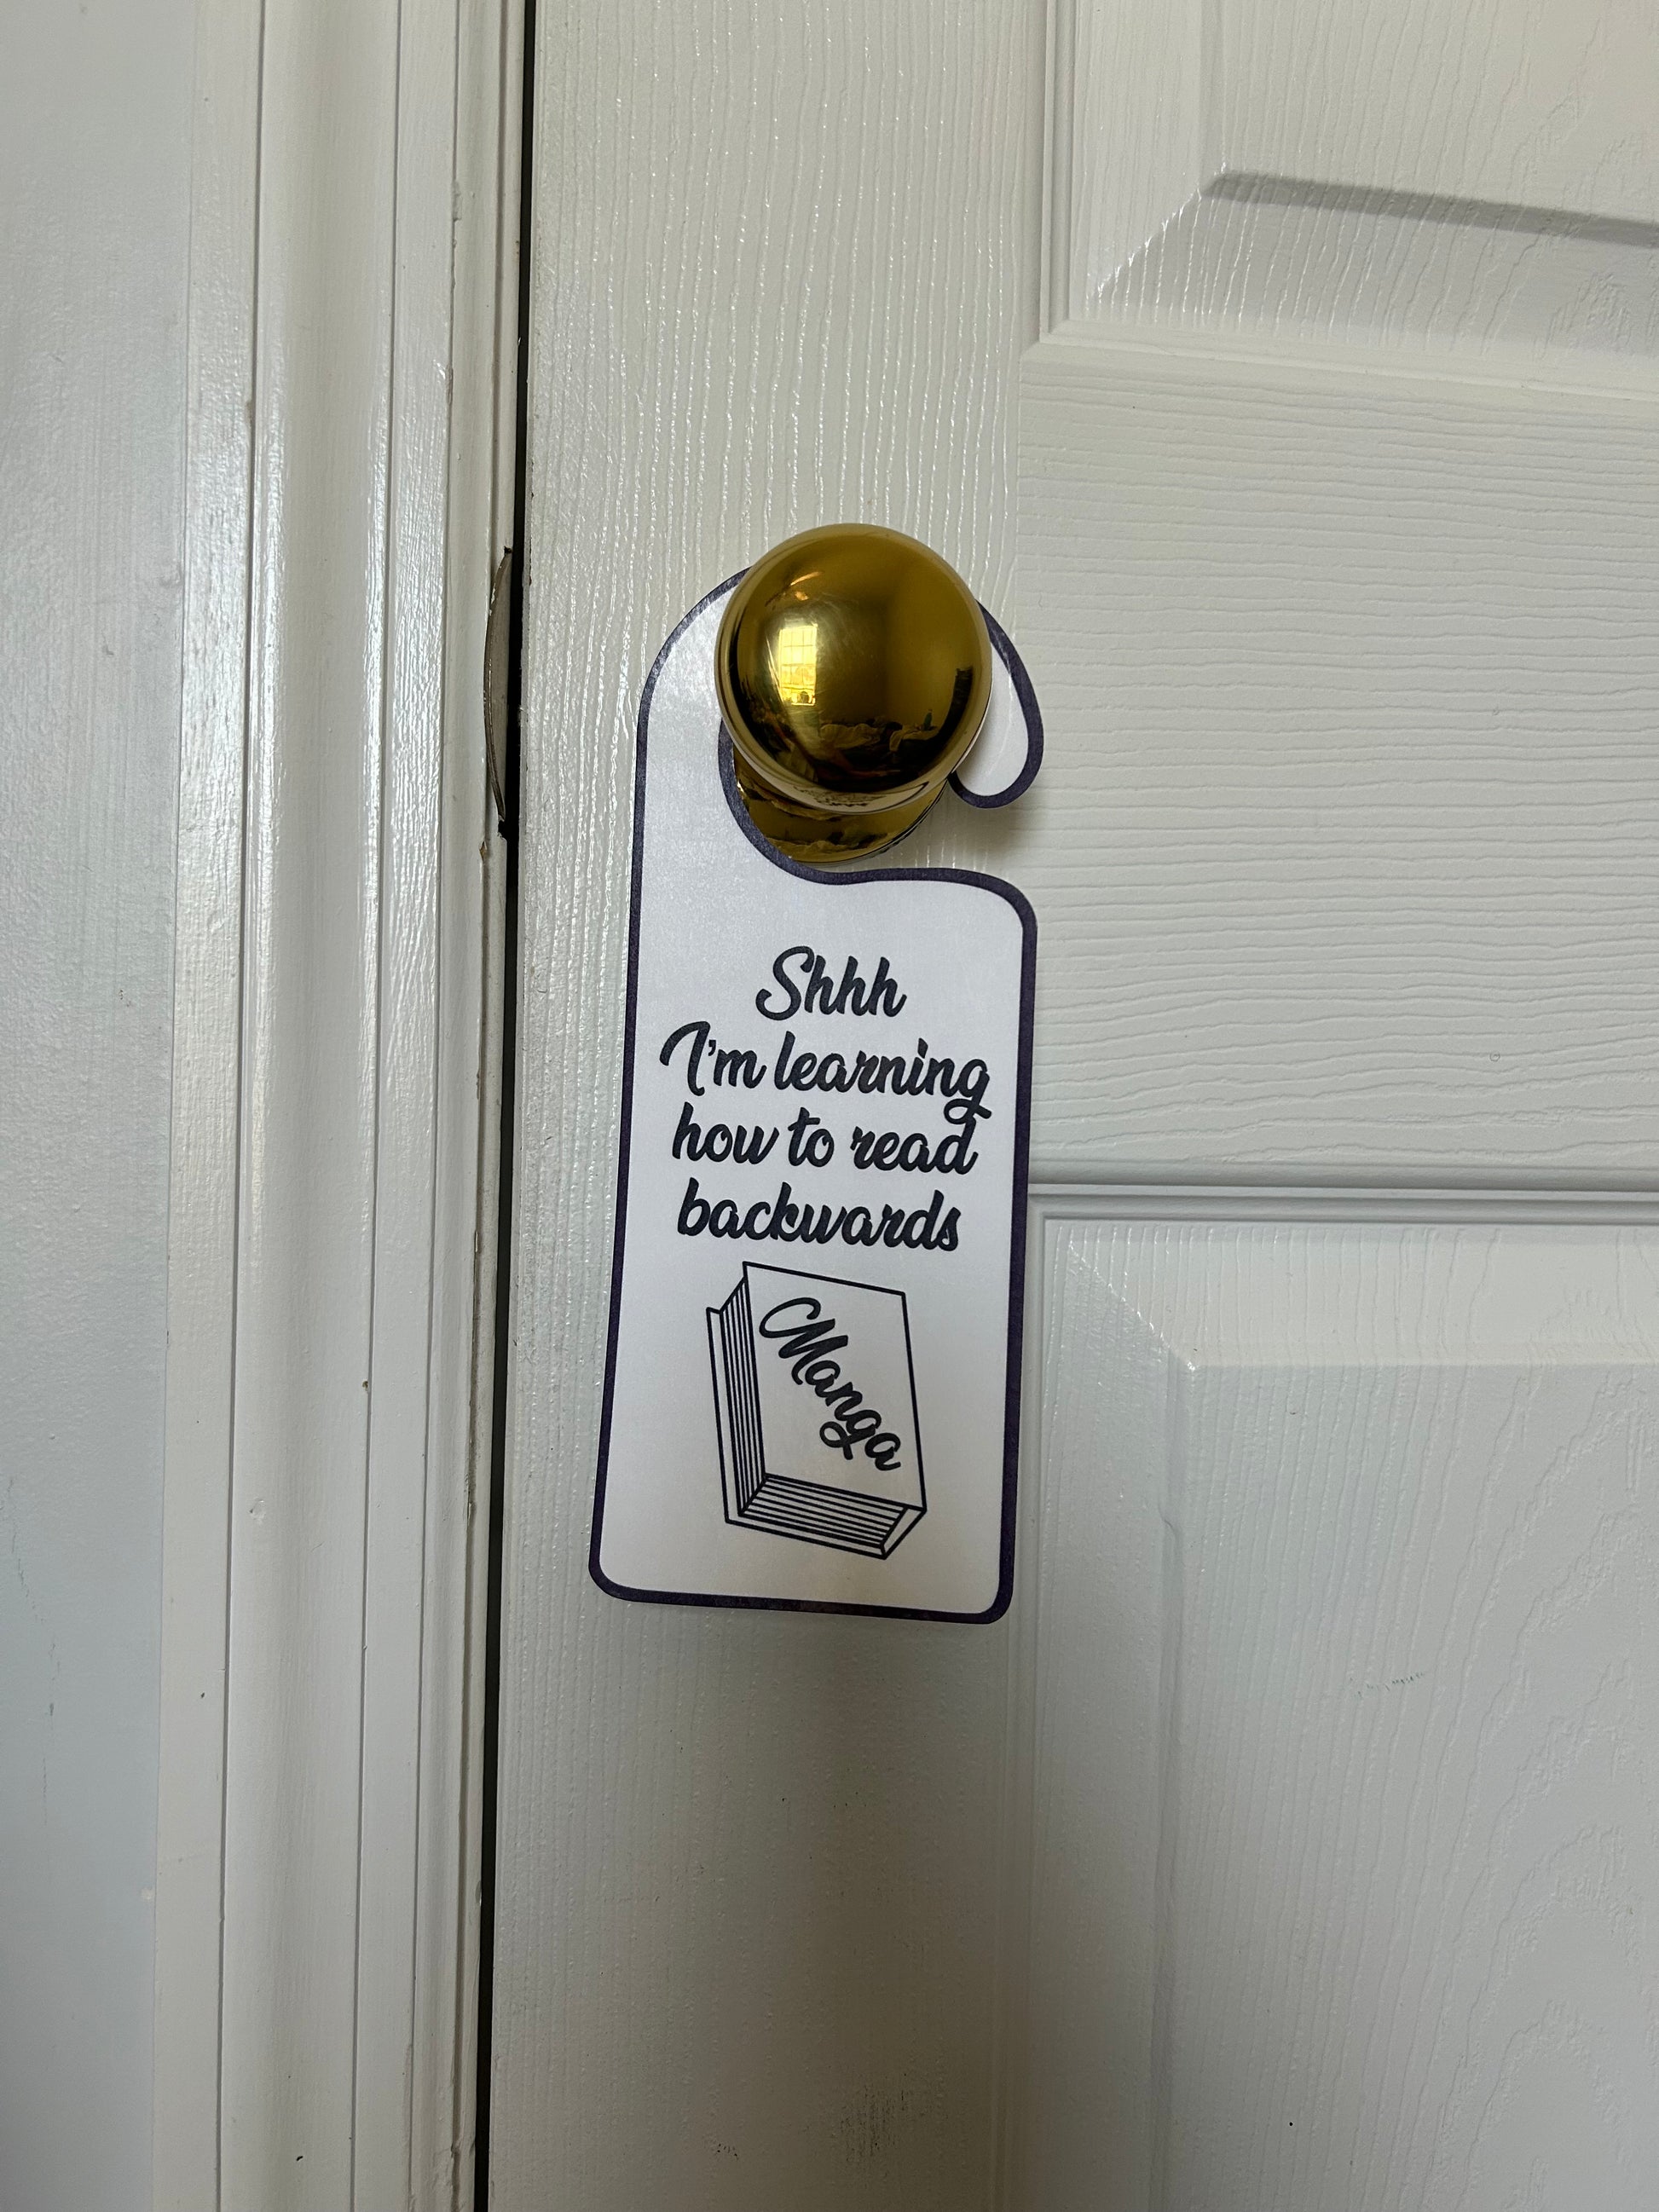 Shhh
I'm learning
how to read
backwards
Manga